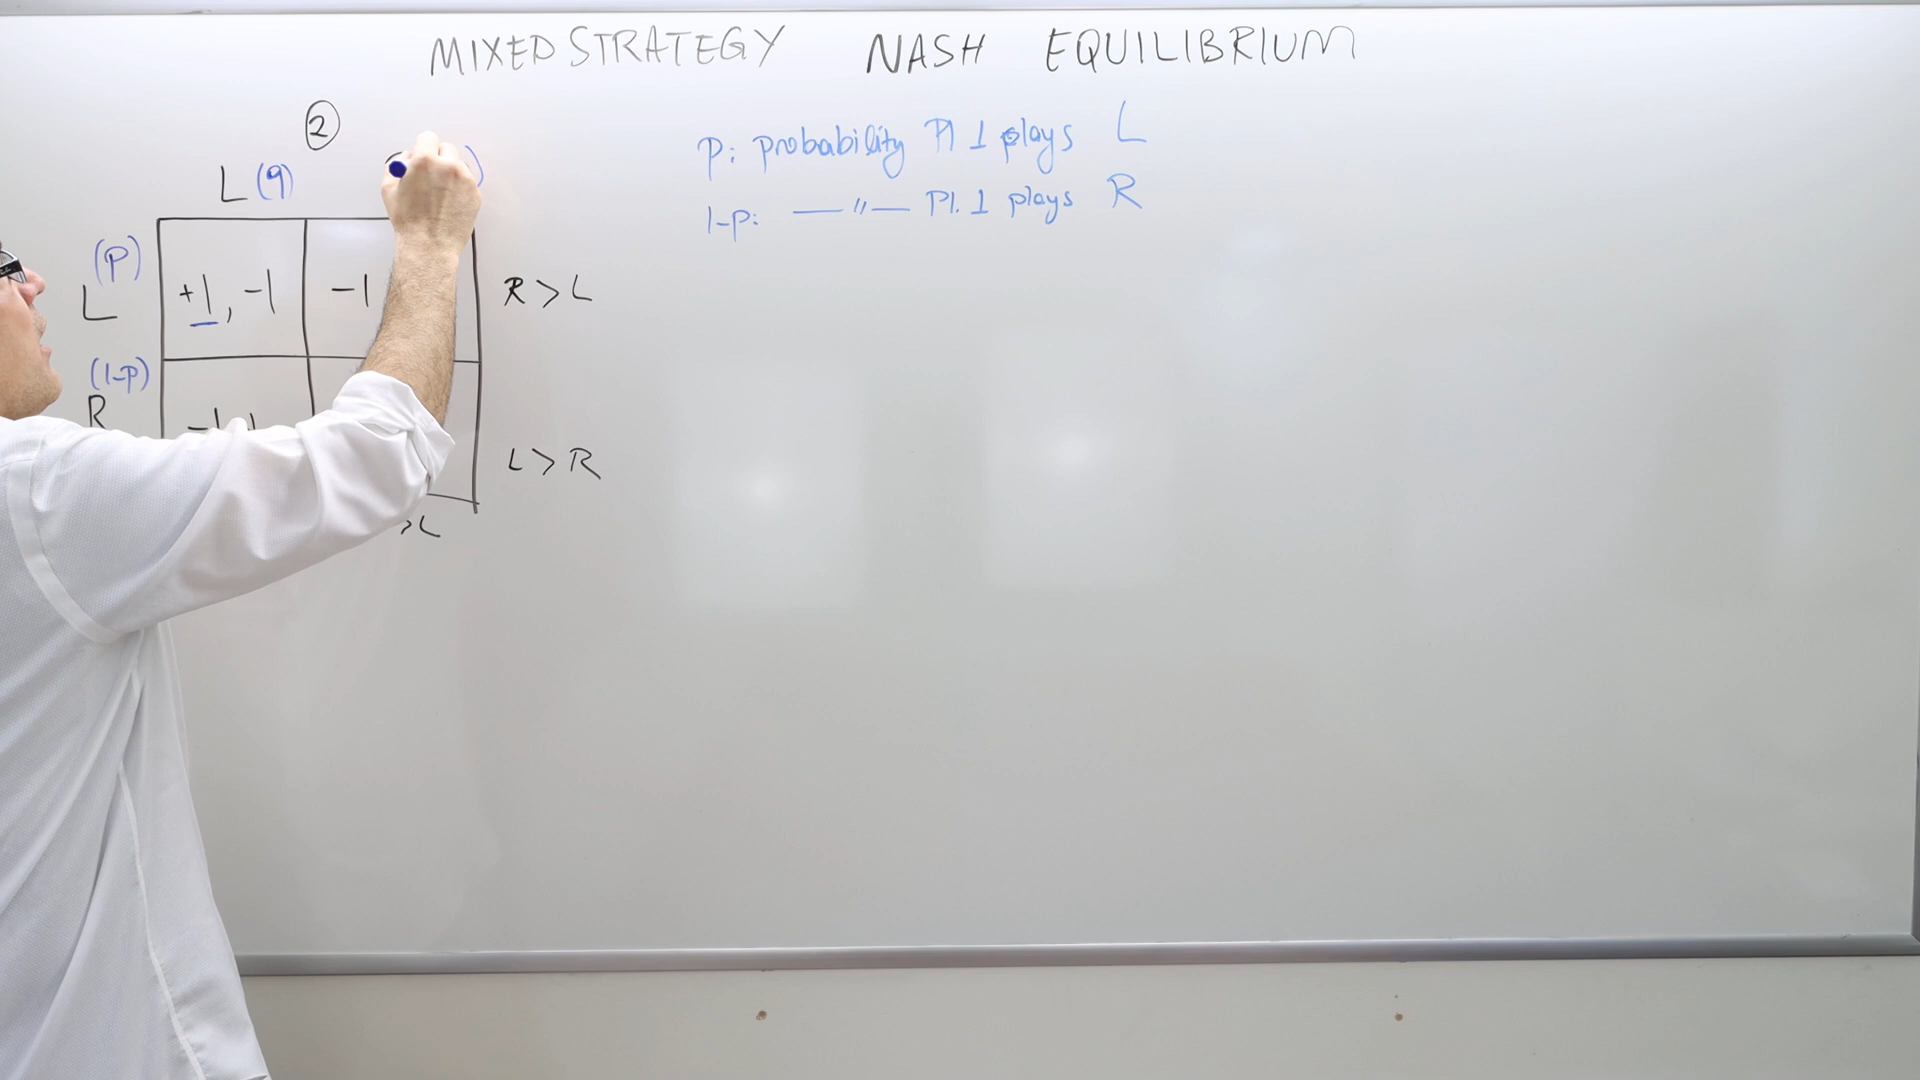 MIXED STRATEGY NASH EQUILIBRIUM
2
p: probability Pl 1 plays L
L (q)
1-p: —〃— Pl. 1 plays R
(p)
L +1, -1 -1 R > L
(1-p)
R
L > R
>L